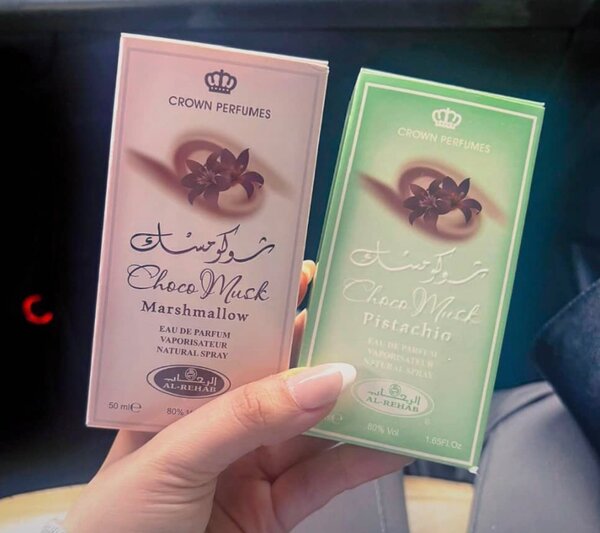 CROWN PERFUMES
شوكو مسك
Choco Musk
Marshmallow
EAU DE PARFUM
VAPORISATEUR
NATURAL SPRAY
الرحاب
AL-REHAB
50 ml e
80%
CROWN PERFUMES
شوكو مسك
Choco Musk
Pistachio
EAU DE PARFUM
VAPORISATEUR
NATURAL SPRAY
الرحاب
AL-REHAB
80% Vol
1.65Fl.Oz